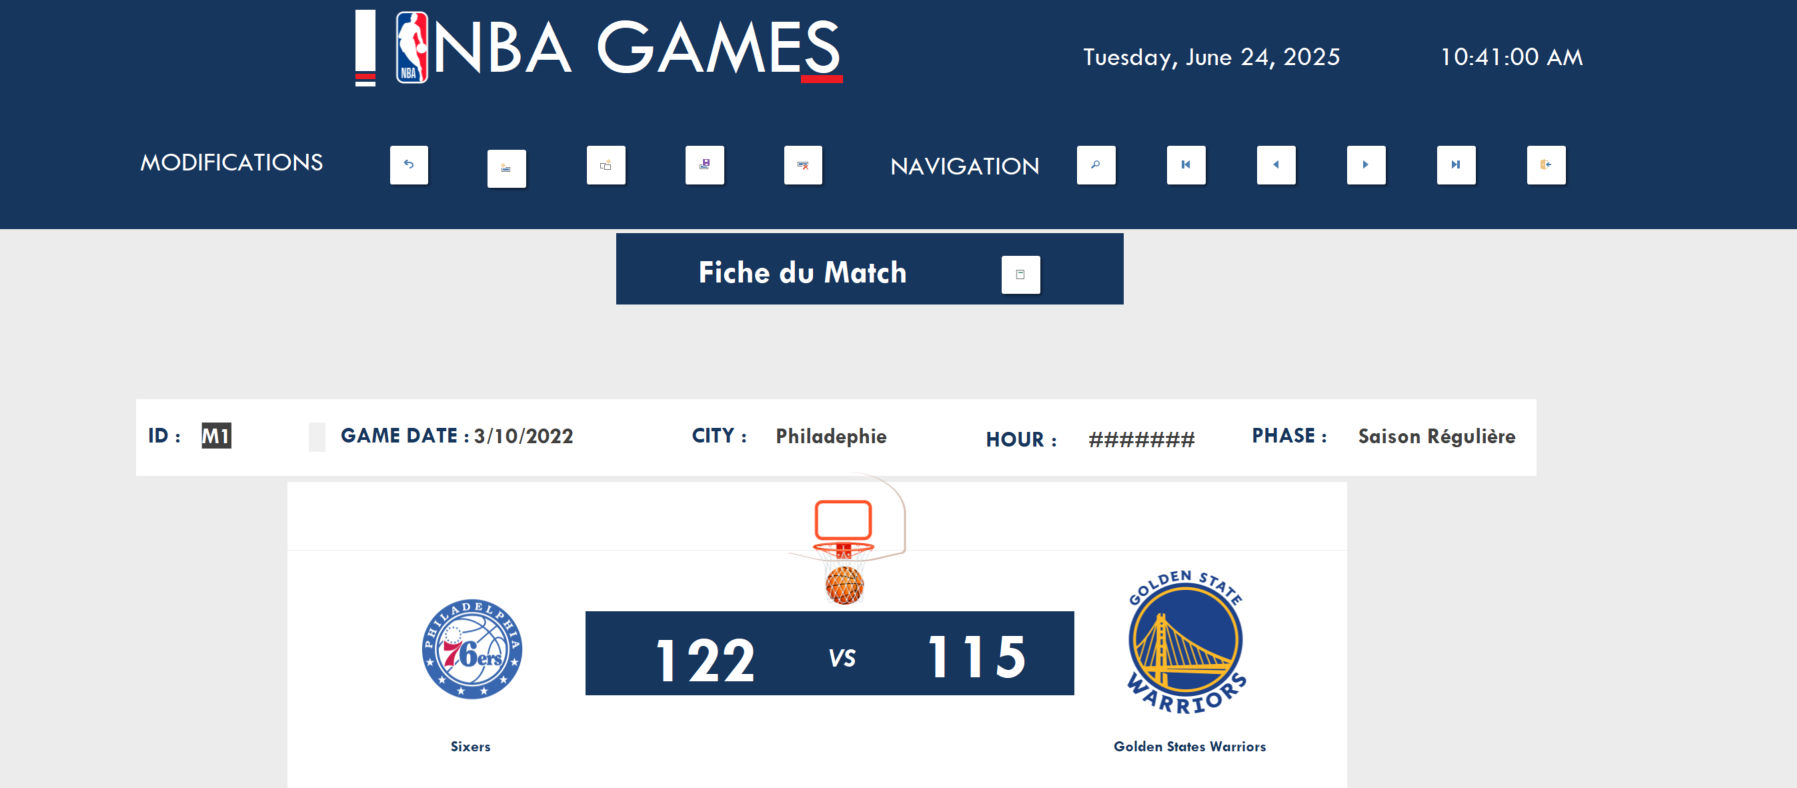 NBA NBA GAMES
Tuesday, June 24, 2025 10:41:00 AM
MODIFICATIONS NAVIGATION
Fiche du Match
ID : M1 GAME DATE : 3/10/2022 CITY : Philadephie HOUR : ####### PHASE : Saison Régulière
PHILADELPHIA
76ers
122 VS 115
GOLDEN STATE
WARRIORS
Sixers Golden States Warriors